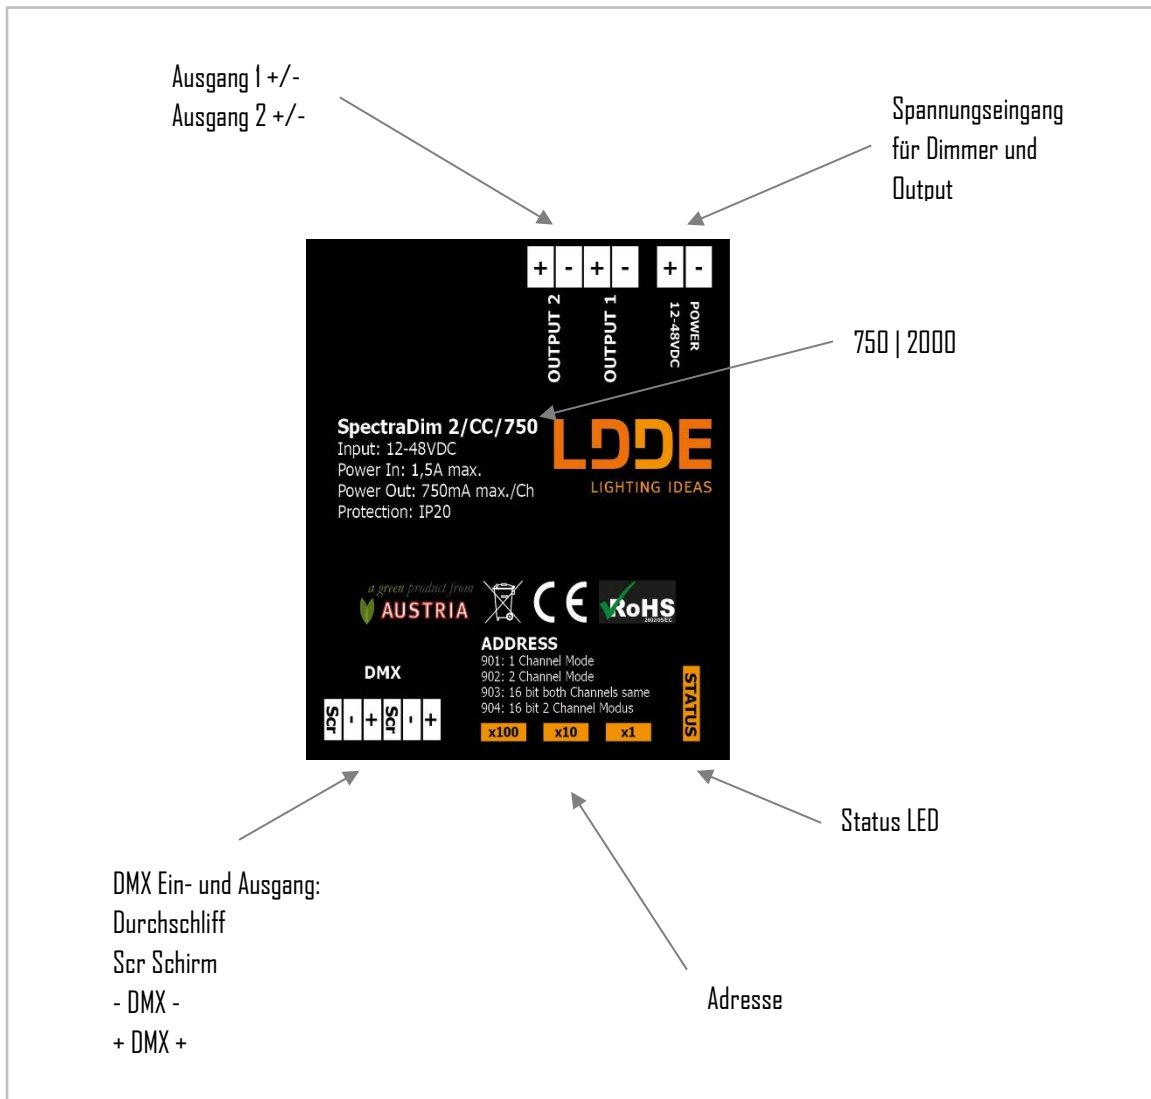 Ausgang 1 +/-
Ausgang 2 +/-
Spannungseingang
für Dimmer und
Output
+ - + - + -
OUTPUT 2
OUTPUT 1
POWER
12-48VDC
750 | 2000
SpectraDim 2/CC/750
Input: 12-48VDC
Power In: 1,5A max.
Power Out: 750mA max./Ch
Protection: IP20
LDDE
LIGHTING IDEAS
a green product from
AUSTRIA
CE
RoHS
2002/95/EC
ADDRESS
901: 1 Channel Mode
902: 2 Channel Mode
903: 16 bit both Channels same
904: 16 bit 2 Channel Modus
x100 x10 x1
DMX
Scr - + Scr - +
STATUS
Status LED
DMX Ein- und Ausgang:
Durchschliff
Scr Schirm
- DMX -
+ DMX +
Adresse